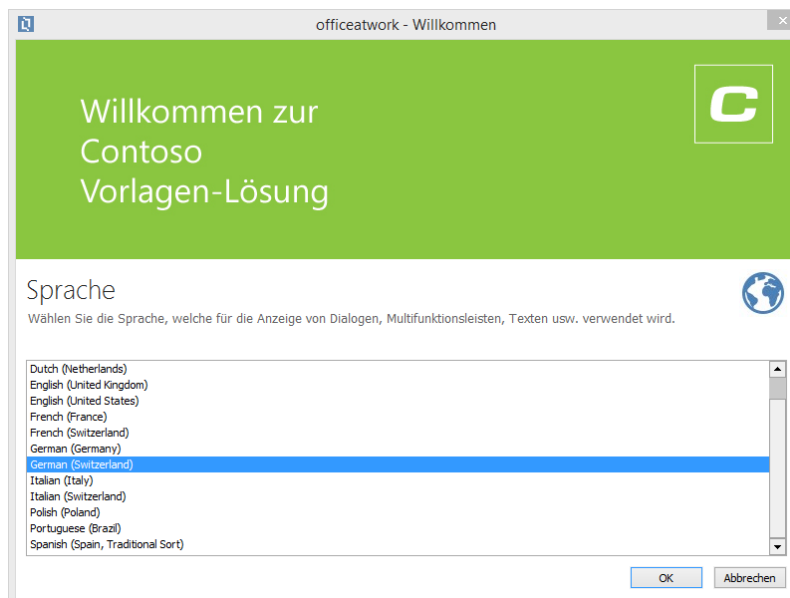 officeatwork - Willkommen
Willkommen zur
Contoso
Vorlagen-Lösung
C
Sprache
Wählen Sie die Sprache, welche für die Anzeige von Dialogen, Multifunktionsleisten, Texten usw. verwendet wird.
Dutch (Netherlands)
English (United Kingdom)
English (United States)
French (France)
French (Switzerland)
German (Germany)
German (Switzerland)
Italian (Italy)
Italian (Switzerland)
Polish (Poland)
Portuguese (Brazil)
Spanish (Spain, Traditional Sort)
OK Abbrechen